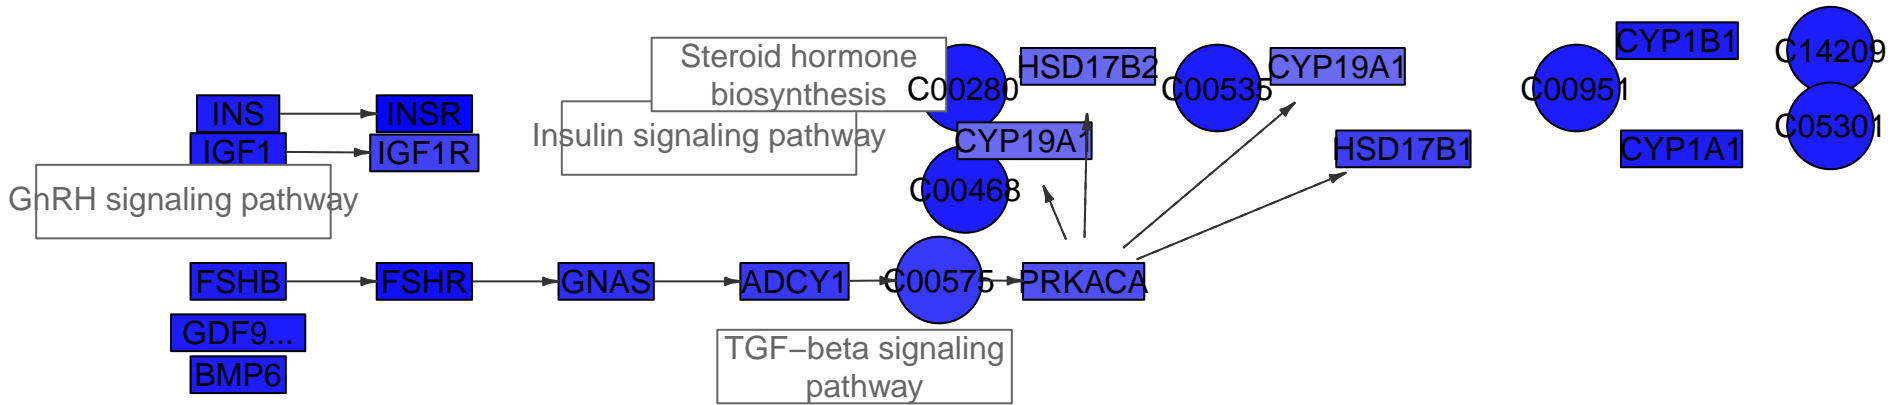 Steroid hormone
biosynthesis
Insulin signaling pathway
C00280
HSD17B2
C00535
CYP19A1
C00951
CYP1B1
C14209
C05301
CYP1A1
INS
INSR
IGF1
IGF1R
CYP19A1
HSD17B1
C00468
GnRH signaling pathway
FSHB
FSHR
GNAS
ADCY1
C00575
PRKACA
GDF9...
BMP6
TGF−beta signaling
pathway